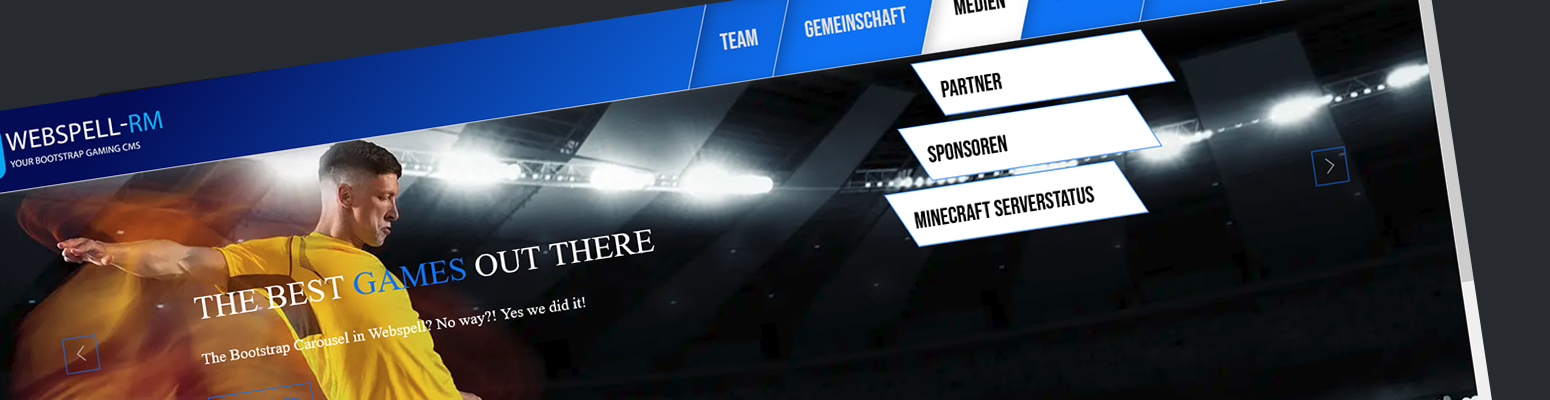 TEAM
GEMEINSCHAFT
MEDIEN
PARTNER
SPONSOREN
MINECRAFT SERVERSTATUS
WEBSPELL-RM
YOUR BOOTSTRAP GAMING CMS
THE BEST GAMES OUT THERE
The Bootstrap Carousel in Webspell? No way?! Yes we did it!